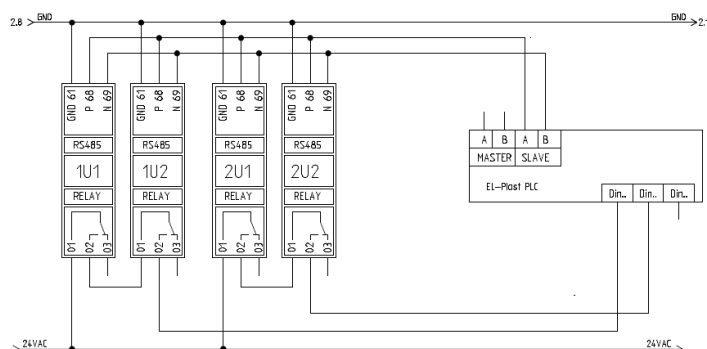 2.8 GND GND 2.1
GND 61 P 68 N 69 GND 61 P 68 N 69 GND 61 P 68 N 69 GND 61 P 68 N 69
A B A B
RS485 RS485 RS485 RS485
MASTER SLAVE
1U1 1U2 2U1 2U2
El-Plast PLC
RELAY RELAY RELAY RELAY
Din.. Din.. Din..
01 02 03 01 02 03 01 02 03 01 02 03
24VAC 24VAC